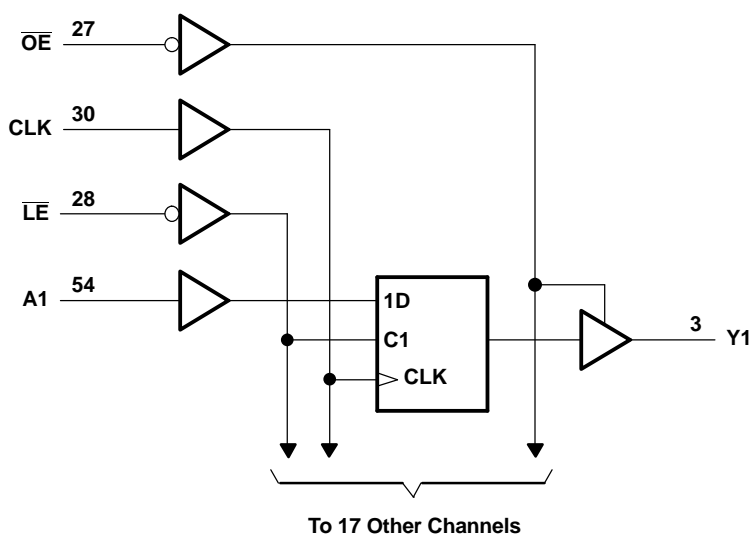 OE 27
CLK 30
LE 28
A1 54
1D
C1
CLK
3 Y1
To 17 Other Channels